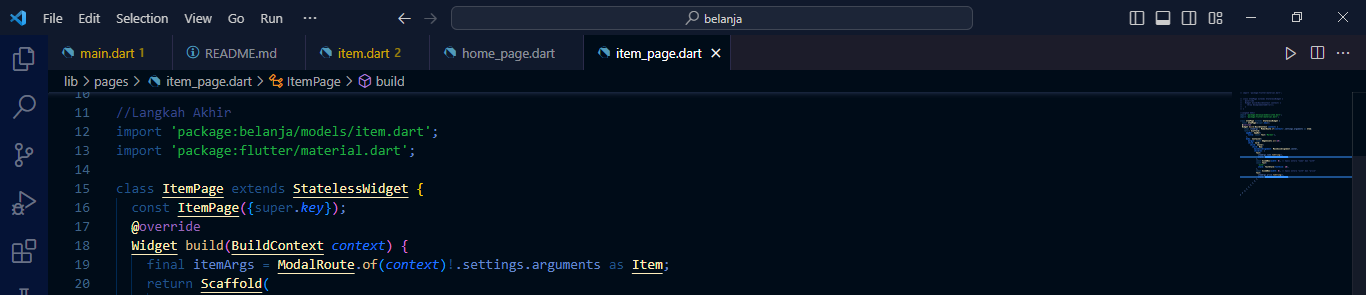 File Edit Selection View Go Run ··· belanja
main.dart 1 README.md item.dart 2 home_page.dart item_page.dart
lib > pages > item_page.dart > ItemPage > build
10
11 //Langkah Akhir
12 import 'package:belanja/models/item.dart';
13 import 'package:flutter/material.dart';
14
15 class ItemPage extends StatelessWidget {
16 const ItemPage({super.key});
17 @override
18 Widget build(BuildContext context) {
19 final itemArgs = ModalRoute.of(context)!.settings.arguments as Item;
20 return Scaffold(